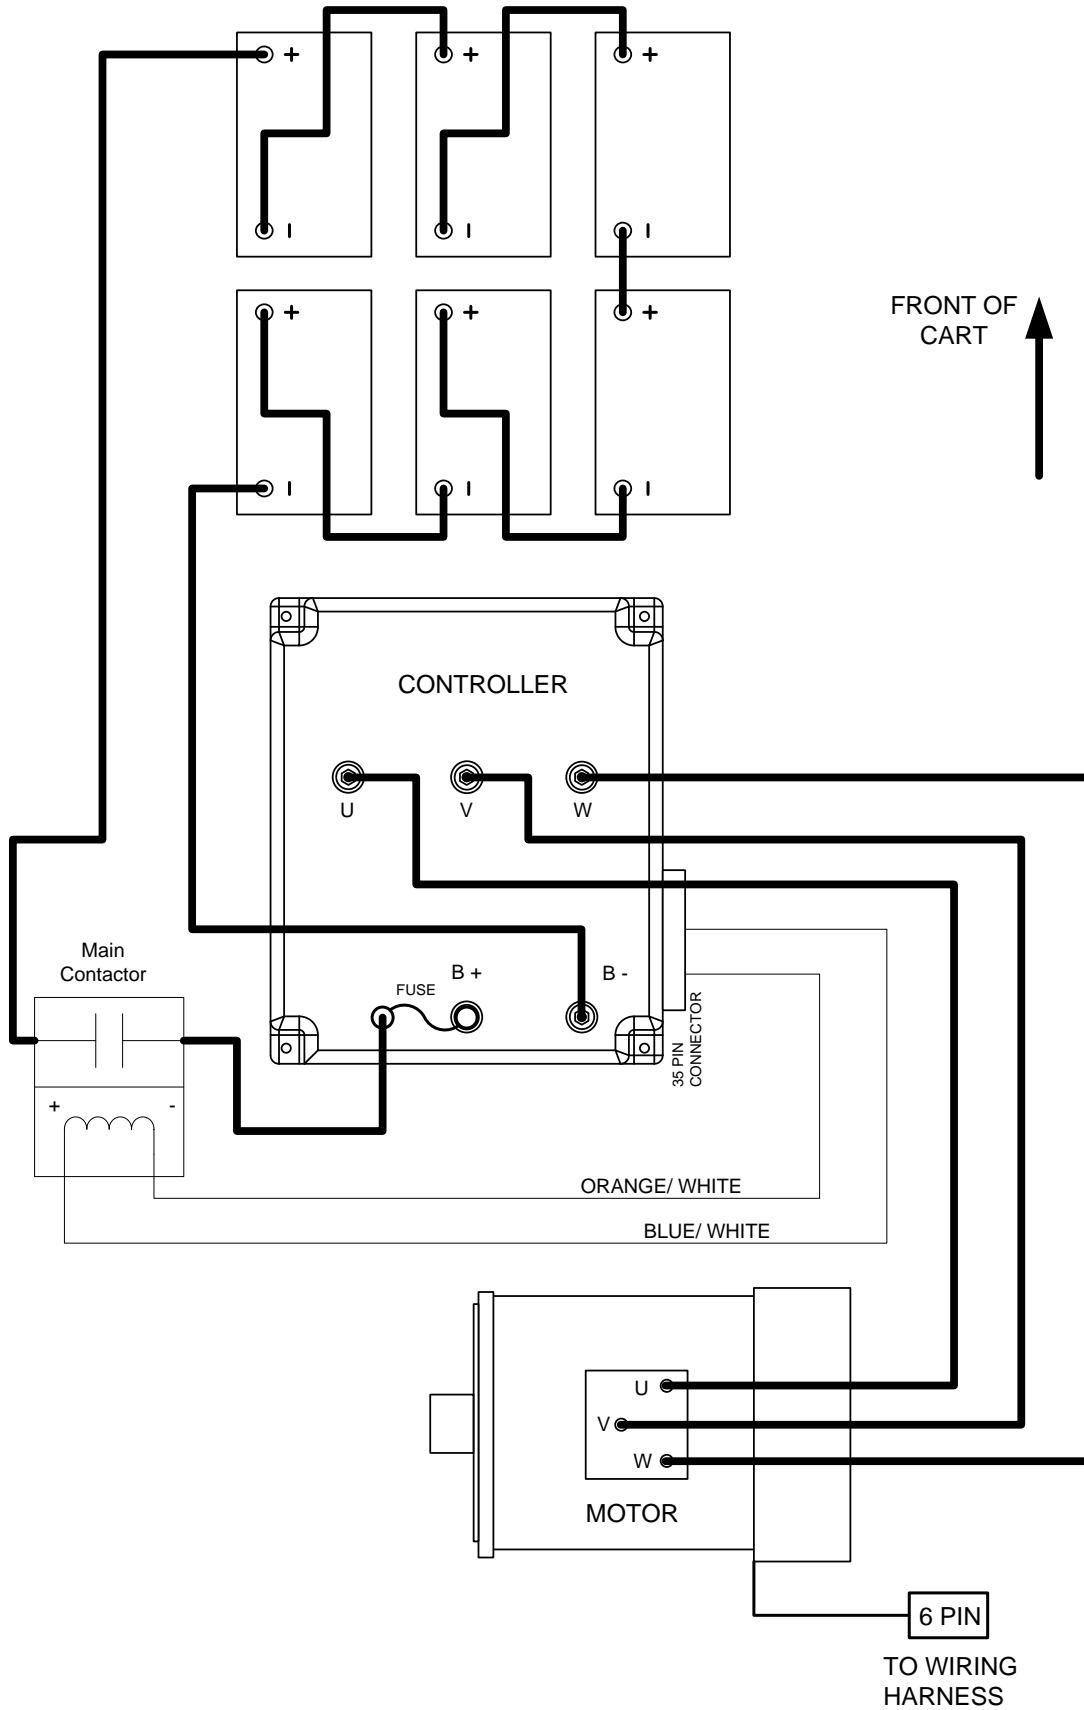 + + +
I I I
+ + +
I I I
FRONT OF
CART
CONTROLLER
U V W
Main
Contactor
B +
B -
FUSE
35 PIN
CONNECTOR
+ -
ORANGE/ WHITE
BLUE/ WHITE
U
V
W
MOTOR
6 PIN
TO WIRING
HARNESS